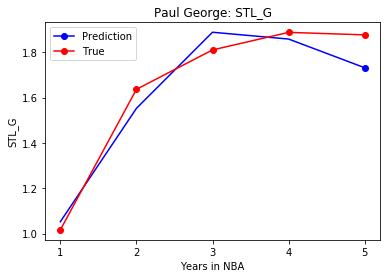 Paul George: STL_G
Prediction
True
STL_G
1.8
1.6
1.4
1.2
1.0
1 2 3 4 5
Years in NBA